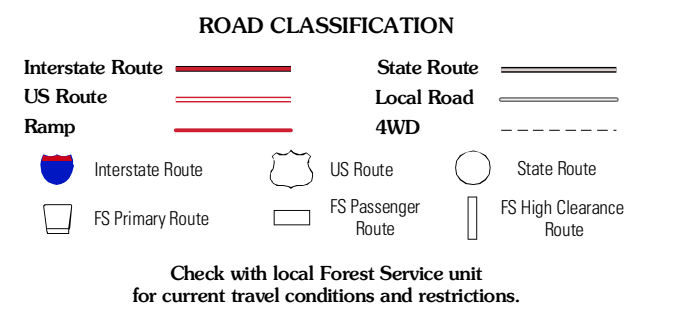 ROAD CLASSIFICATION
Interstate Route
State Route
US Route
Local Road
Ramp
4WD
Interstate Route
US Route
State Route
FS Primary Route
FS Passenger
Route
FS High Clearance
Route
Check with local Forest Service unit
for current travel conditions and restrictions.